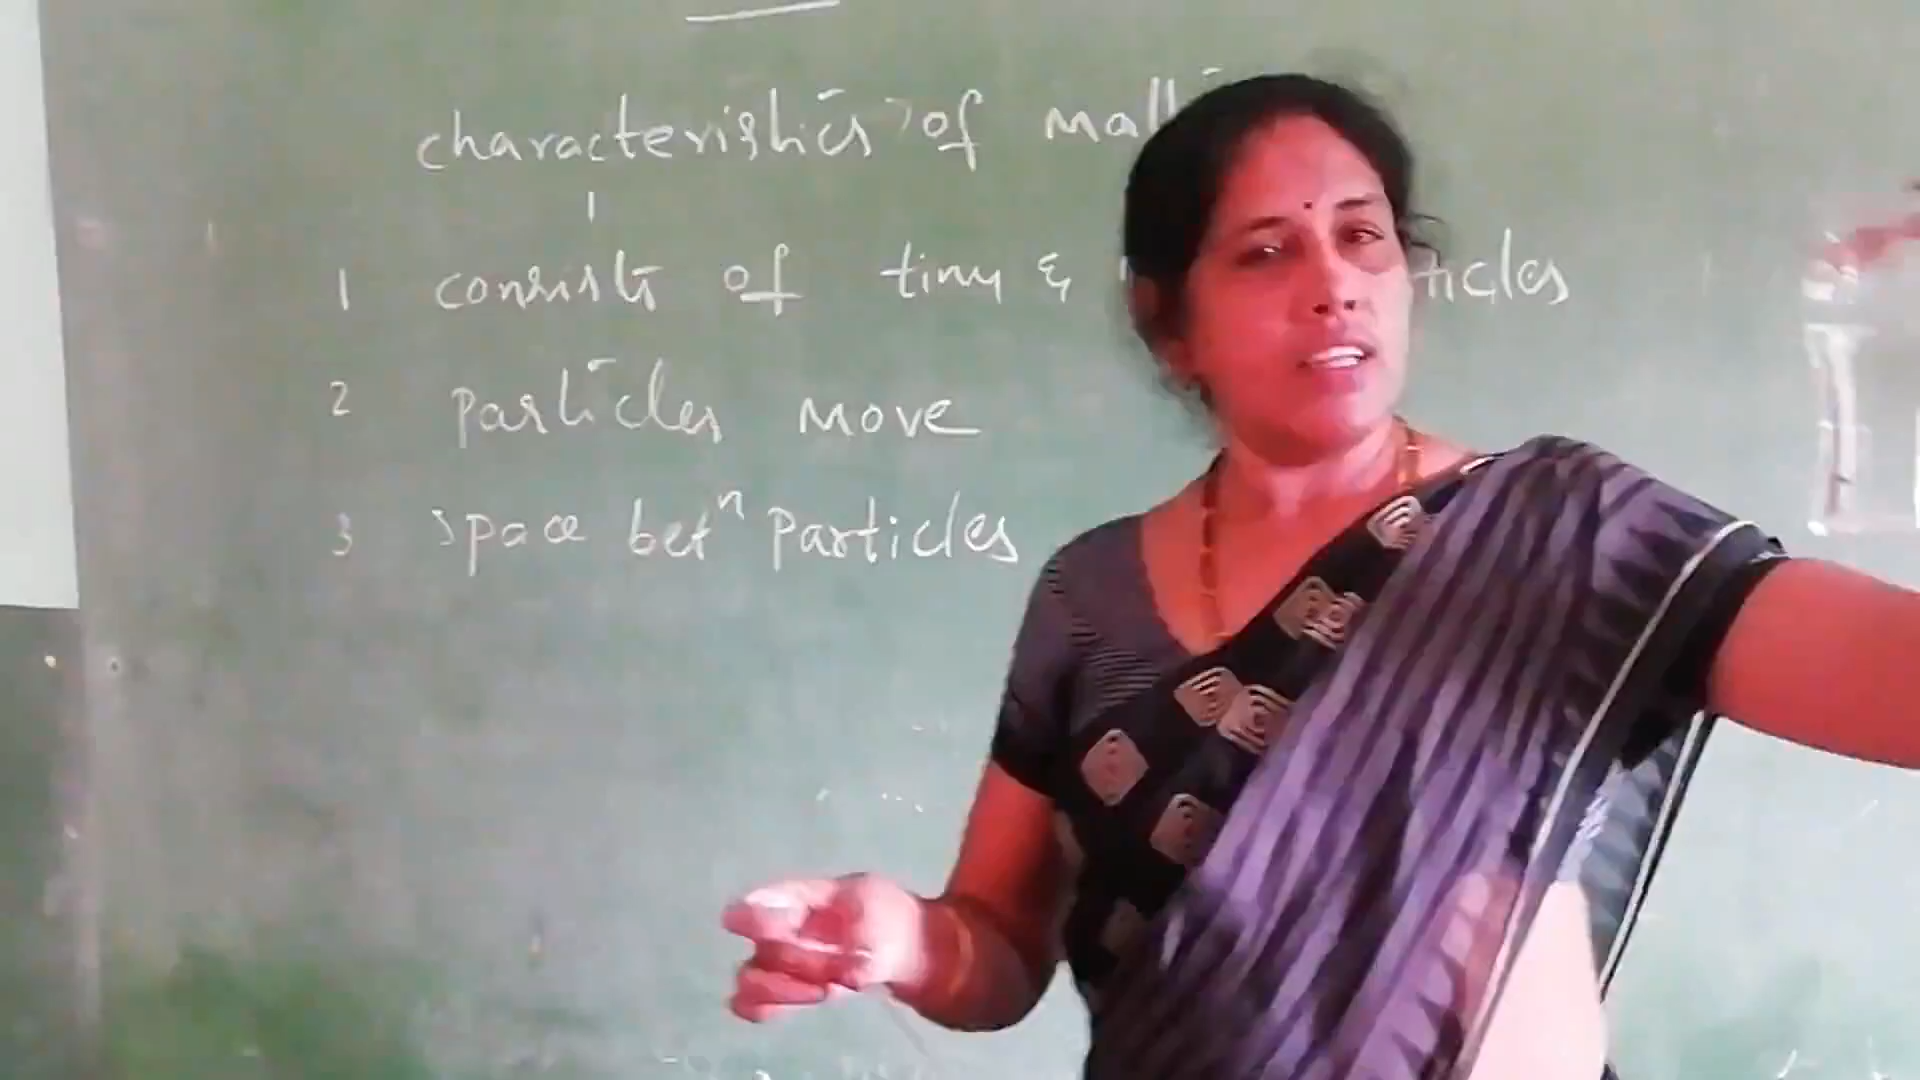 characteristics of
1 consists of tiny &
2 particles move
3 space betⁿ particles